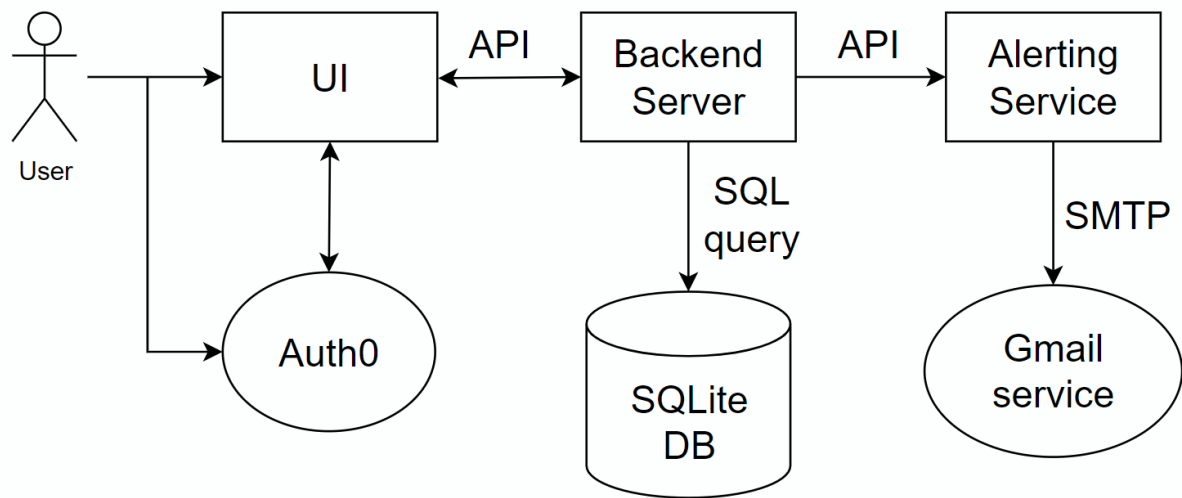 API
API
UI
Backend
Server
Alerting
Service
User
SQL
query
SMTP
Auth0
SQLite
DB
Gmail
service